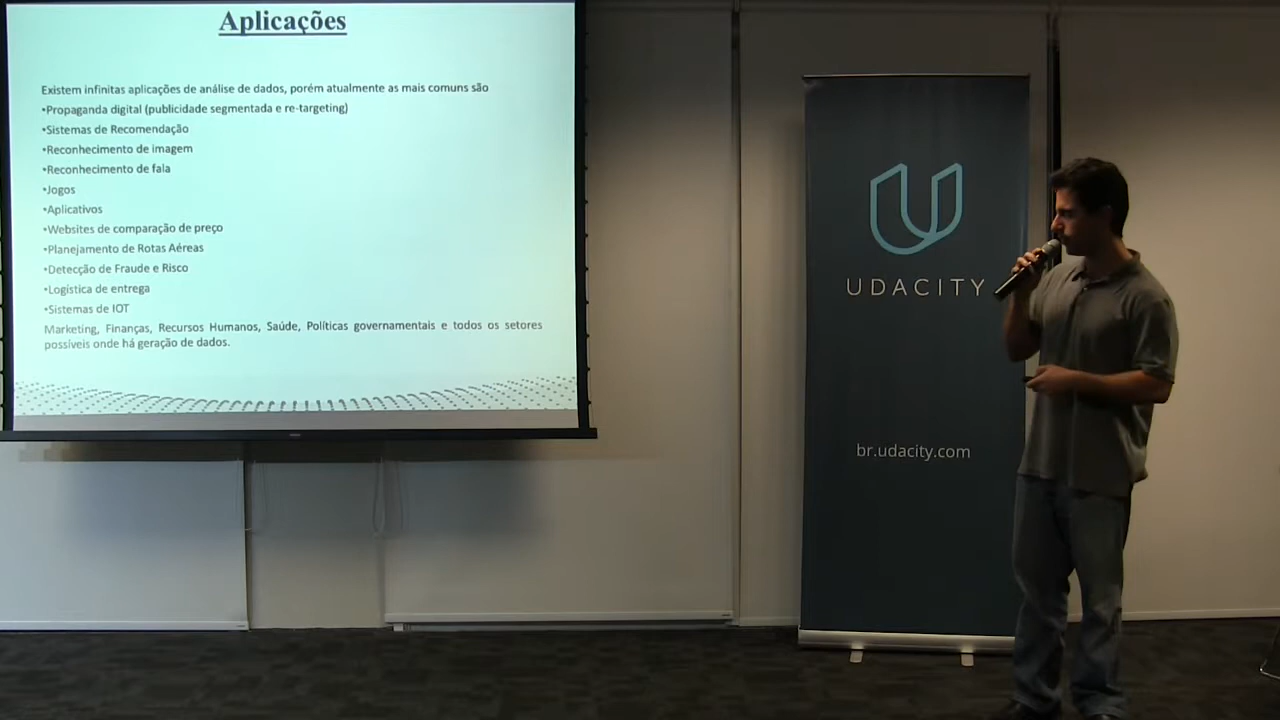 Aplicações
Existem infinitas aplicações de análise de dados, porém atualmente as mais comuns são
•Propaganda digital (publicidade segmentada e re-targeting)
•Sistemas de Recomendação
•Reconhecimento de imagem
•Reconhecimento de fala
•Jogos
•Aplicativos
•Websites de comparação de preço
•Planejamento de Rotas Aéreas
•Detecção de Fraude e Risco
•Logística de entrega
•Sistemas de IOT
Marketing, Finanças, Recursos Humanos, Saúde, Políticas governamentais e todos os setores
possíveis onde há geração de dados.
UDACITY
br.udacity.com